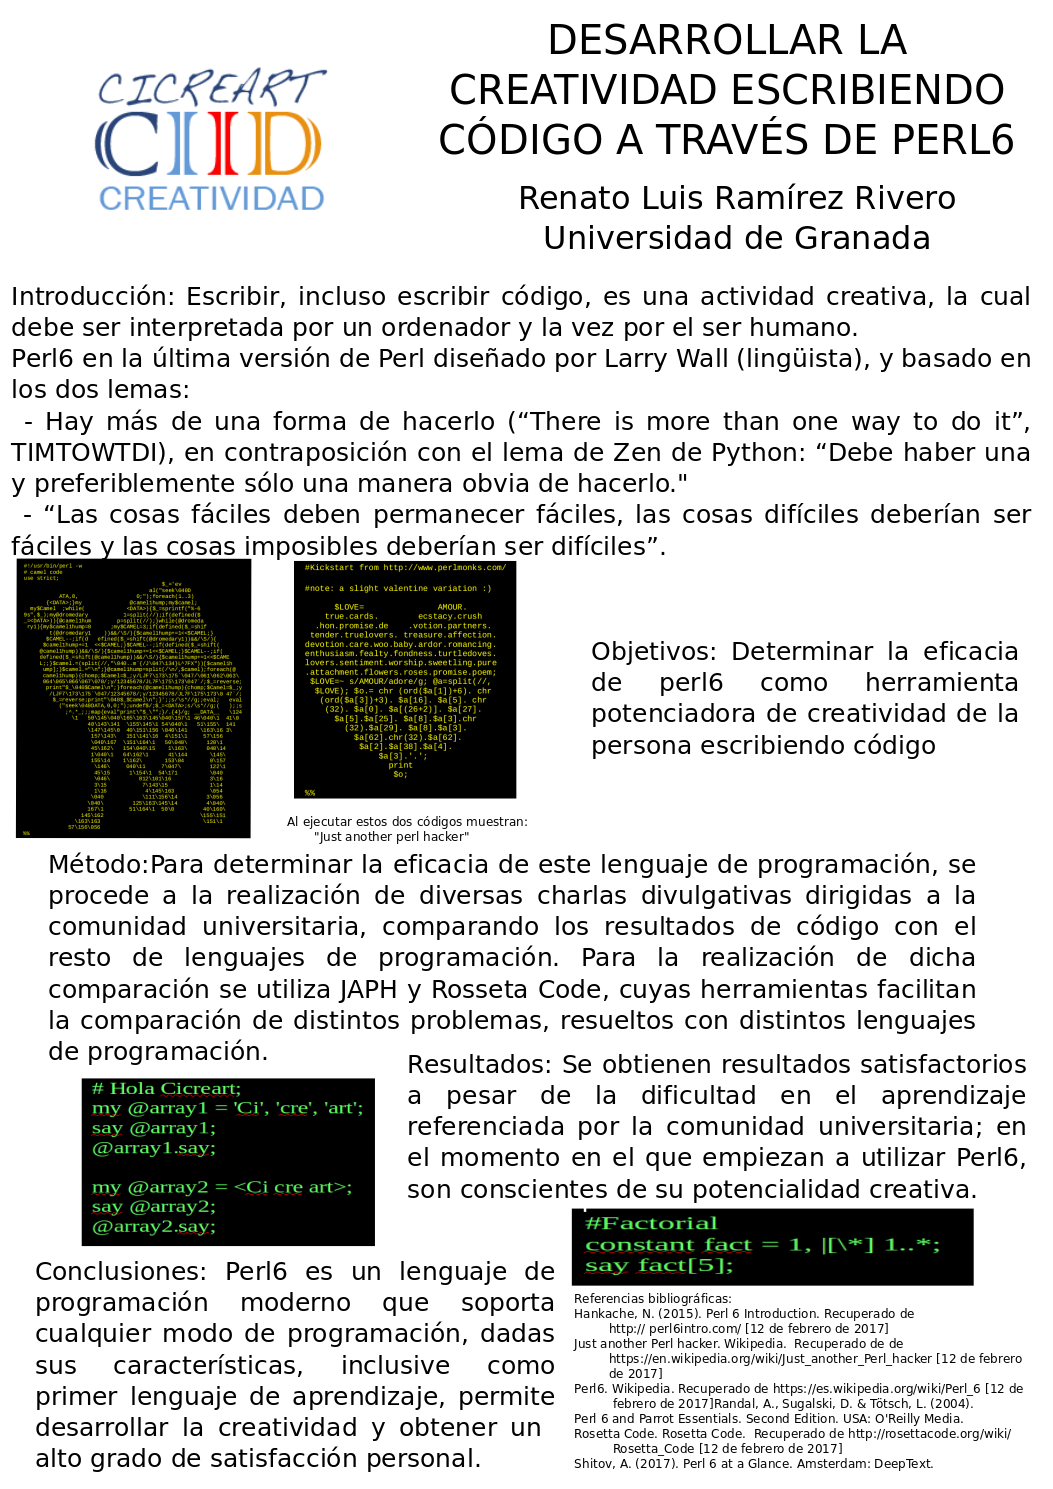 CICREART
CIID
CREATIVIDAD
DESARROLLAR LA
CREATIVIDAD ESCRIBIENDO
CÓDIGO A TRAVÉS DE PERL6
Renato Luis Ramírez Rivero
Universidad de Granada
Introducción: Escribir, incluso escribir código, es una actividad creativa, la cual
debe ser interpretada por un ordenador y la vez por el ser humano.
Perl6 en la última versión de Perl diseñado por Larry Wall (lingüista), y basado en
los dos lemas:
- Hay más de una forma de hacerlo (“There is more than one way to do it”,
TIMTOWTDI), en contraposición con el lema de Zen de Python: “Debe haber una
y preferiblemente sólo una manera obvia de hacerlo."
- “Las cosas fáciles deben permanecer fáciles, las cosas difíciles deberían ser
fáciles y las cosas imposibles deberían ser difíciles”.
#!/usr/bin/perl -w
# camel code
use strict;
#Kickstart from http://www.perlmonks.com/
#note: a slight valentine variation :)
$LOVE= AMOUR.
true.cards. ecstacy.crush
.hon.promise.de .votion.partners.
tender.truelovers. treasure.affection.
devotion.care.woo.baby.ardor.romancing.
enthusiasm.fealty.fondness.turtledoves.
lovers.sentiment.worship.sweetling.pure
.attachment.flowers.roses.promise.poem;
$LOVE=~ s/AMOUR/adore/g; @a=split(//,
$LOVE); $o.= chr (ord($a[1])+6). chr
(ord($a[3])+3). $a[16]. $a[5]. chr
(32). $a[0]. $a[(26+2)]. $a[27].
$a[5].$a[25]. $a[8].$a[3].chr
(32).$a[29]. $a[8].$a[3].
$a[62].chr(32).$a[62].
$a[2].$a[38].$a[4].
$a[3].'.';
print
$o;
%%
Al ejecutar estos dos códigos muestran:
"Just another perl hacker"
Objetivos: Determinar la eficacia
de perl6 como herramienta
potenciadora de creatividad de la
persona escribiendo código
Método:Para determinar la eficacia de este lenguaje de programación, se
procede a la realización de diversas charlas divulgativas dirigidas a la
comunidad universitaria, comparando los resultados de código con el
resto de lenguajes de programación. Para la realización de dicha
comparación se utiliza JAPH y Rosseta Code, cuyas herramientas facilitan
la comparación de distintos problemas, resueltos con distintos lenguajes
de programación.
# Hola Cicreart;
my @array1 = 'Ci', 'cre', 'art';
say @array1;
@array1.say;
my @array2 = <Ci cre art>;
say @array2;
@array2.say;
Resultados: Se obtienen resultados satisfactorios
a pesar de la dificultad en el aprendizaje
referenciada por la comunidad universitaria; en
el momento en el que empiezan a utilizar Perl6,
son conscientes de su potencialidad creativa.
#Factorial
constant fact = 1, |[\*] 1..*;
say fact[5];
Conclusiones: Perl6 es un lenguaje de
programación moderno que soporta
cualquier modo de programación, dadas
sus características, inclusive como
primer lenguaje de aprendizaje, permite
desarrollar la creatividad y obtener un
alto grado de satisfacción personal.
Referencias bibliográficas:
Hankache, N. (2015). Perl 6 Introduction. Recuperado de
http:// perl6intro.com/ [12 de febrero de 2017]
Just another Perl hacker. Wikipedia. Recuperado de de
https://en.wikipedia.org/wiki/Just_another_Perl_hacker [12 de febrero
de 2017]
Perl6. Wikipedia. Recuperado de https://es.wikipedia.org/wiki/Perl_6 [12 de
febrero de 2017]Randal, A., Sugalski, D. & Tötsch, L. (2004).
Perl 6 and Parrot Essentials. Second Edition. USA: O'Reilly Media.
Rosetta Code. Rosetta Code. Recuperado de http://rosettacode.org/wiki/
Rosetta_Code [12 de febrero de 2017]
Shitov, A. (2017). Perl 6 at a Glance. Amsterdam: DeepText.